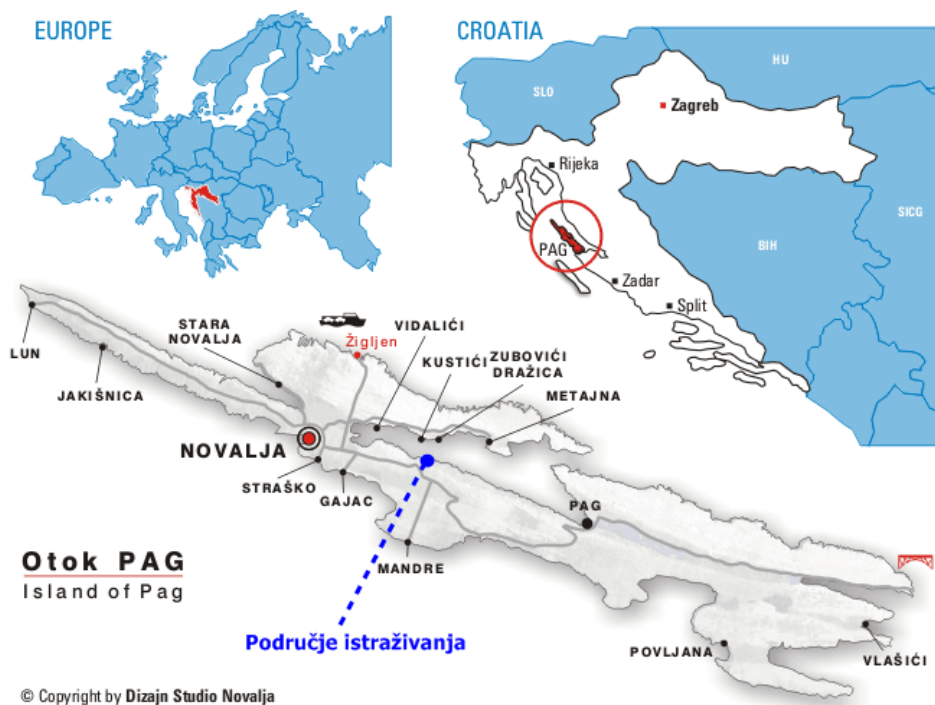 EUROPE
CROATIA
HU
SLO
Zagreb
Rijeka
SICG
PAG
BIH
Zadar
Split
STARA
NOVALJA
Žigljen
VIDALIĆI
KUSTIĆI
ZUBOVIĆI
DRAŽICA
METAJNA
LUN
JAKIŠNICA
NOVALJA
STRAŠKO
GAJAC
PAG
MANDRE
Otok PAG
Island of Pag
Područje istraživanja
POVLJANA
VLAŠIĆI
© Copyright by Dizajn Studio Novalja